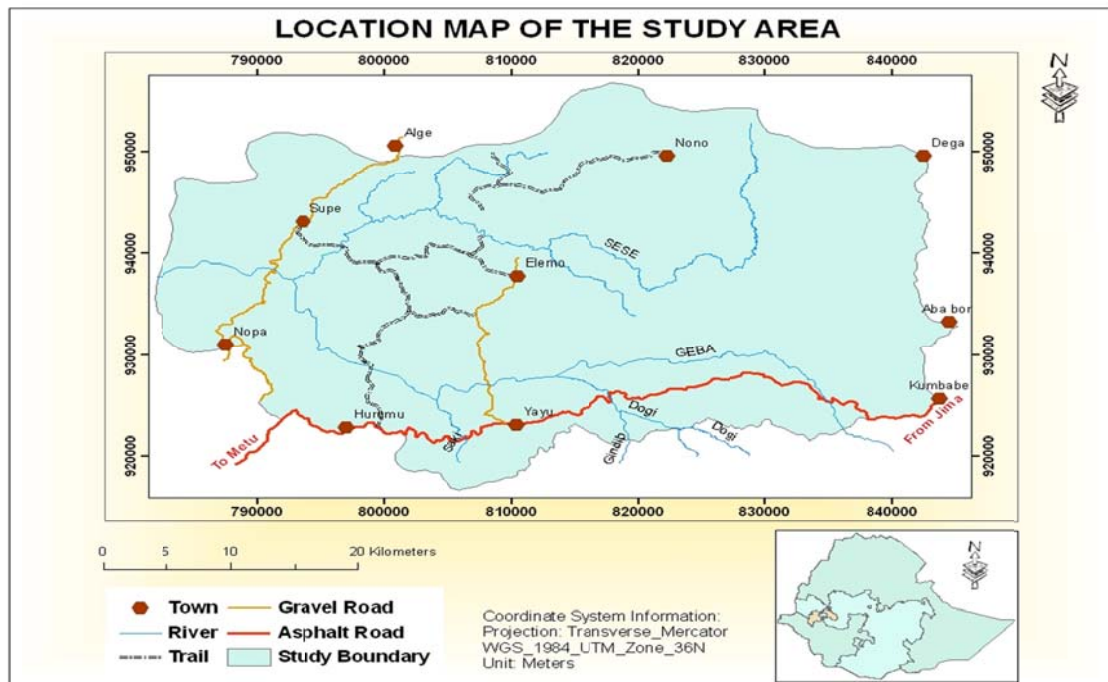 LOCATION MAP OF THE STUDY AREA
790000 800000 810000 820000 830000 840000
N
950000 950000
Alge
Nono
Dega
Supe
940000 940000
SESE
Elemo
Aba bor
Nopa
930000 930000
GEBA
Kumbabe
Hurumu
Yayu
Dogi
Dogi
Gindib
From Jima
To Metu
920000 920000
790000 800000 810000 820000 830000 840000
0 5 10 20 Kilometers
N
Town Gravel Road
River Asphalt Road
Trail Study Boundary
Coordinate System Information:
Projection: Transverse_Mercator
WGS_1984_UTM_Zone_36N
Unit: Meters